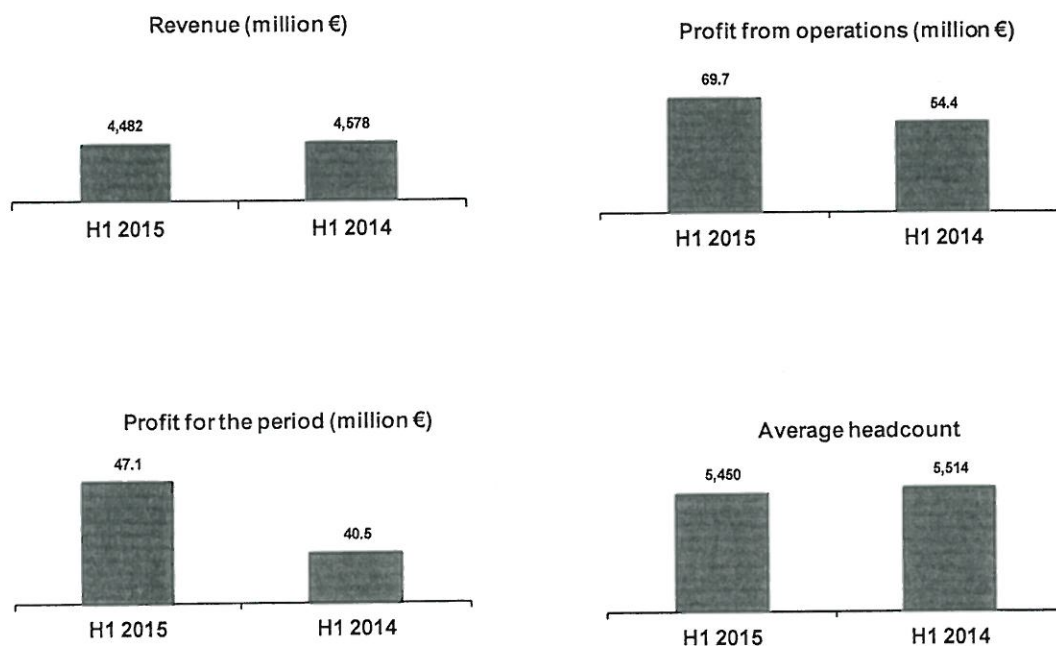 Revenue (million €)
4,482
4,578
H1 2015
H1 2014
Profit from operations (million €)
69.7
54.4
H1 2015
H1 2014
Profit for the period (million €)
47.1
40.5
H1 2015
H1 2014
Average headcount
5,450
5,514
H1 2015
H1 2014